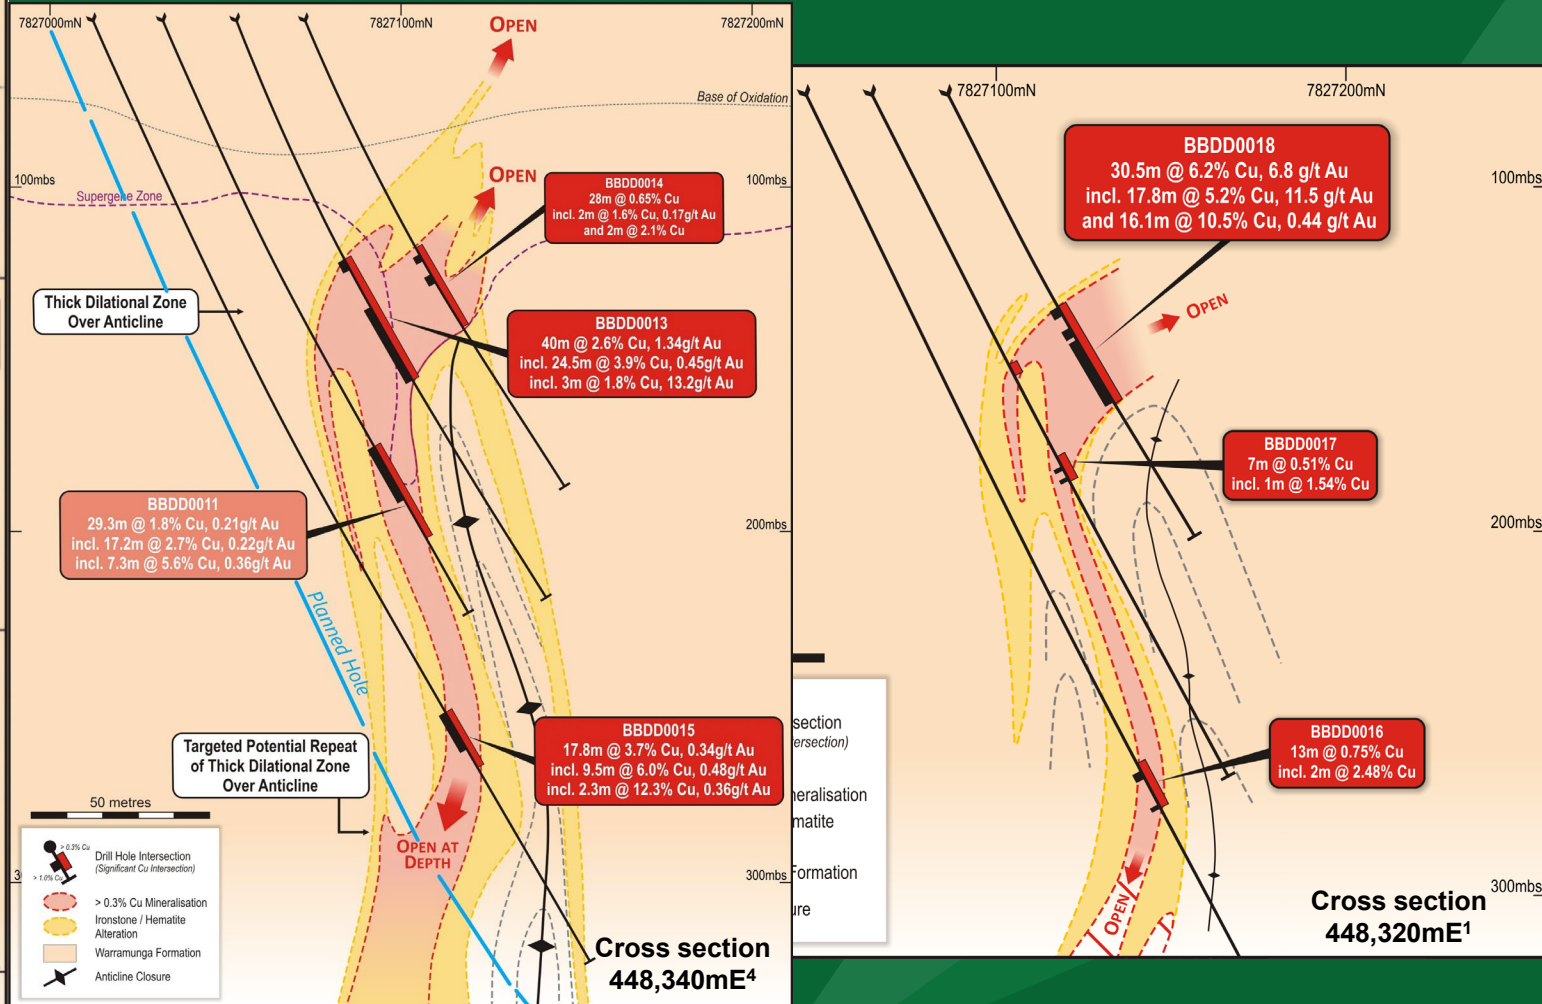 7827000mN
7827100mN
7827200mN
OPEN
Base of Oxidation
100mbs
100mbs
Supergene Zone
OPEN
BBDD0014
28m @ 0.65% Cu
incl. 2m @ 1.6% Cu, 0.17g/t Au
and 2m @ 2.1% Cu
Thick Dilational Zone
Over Anticline
BBDD0013
40m @ 2.6% Cu, 1.34g/t Au
incl. 24.5m @ 3.9% Cu, 0.45g/t Au
incl. 3m @ 1.8% Cu, 13.2g/t Au
BBDD0011
29.3m @ 1.8% Cu, 0.21g/t Au
incl. 17.2m @ 2.7% Cu, 0.22g/t Au
incl. 7.3m @ 5.6% Cu, 0.36g/t Au
200mbs
Planned Hole
BBDD0015
17.8m @ 3.7% Cu, 0.34g/t Au
incl. 9.5m @ 6.0% Cu, 0.48g/t Au
incl. 2.3m @ 12.3% Cu, 0.36g/t Au
Targeted Potential Repeat
of Thick Dilational Zone
Over Anticline
50 metres
OPEN AT
DEPTH
> 0.3% Cu
Drill Hole Intersection
(Significant Cu Intersection)
> 1.0% Cu
> 0.3% Cu Mineralisation
Ironstone / Hematite
Alteration
Warramunga Formation
Anticline Closure
300mbs
Cross section
448,340mE⁴
7827100mN
7827200mN
BBDD0018
30.5m @ 6.2% Cu, 6.8 g/t Au
incl. 17.8m @ 5.2% Cu, 11.5 g/t Au
and 16.1m @ 10.5% Cu, 0.44 g/t Au
100mbs
OPEN
BBDD0017
7m @ 0.51% Cu
incl. 1m @ 1.54% Cu
200mbs
BBDD0016
13m @ 0.75% Cu
incl. 2m @ 2.48% Cu
section
ersection)
neralisation
matite
Formation
ure
OPEN
300mbs
Cross section
448,320mE¹